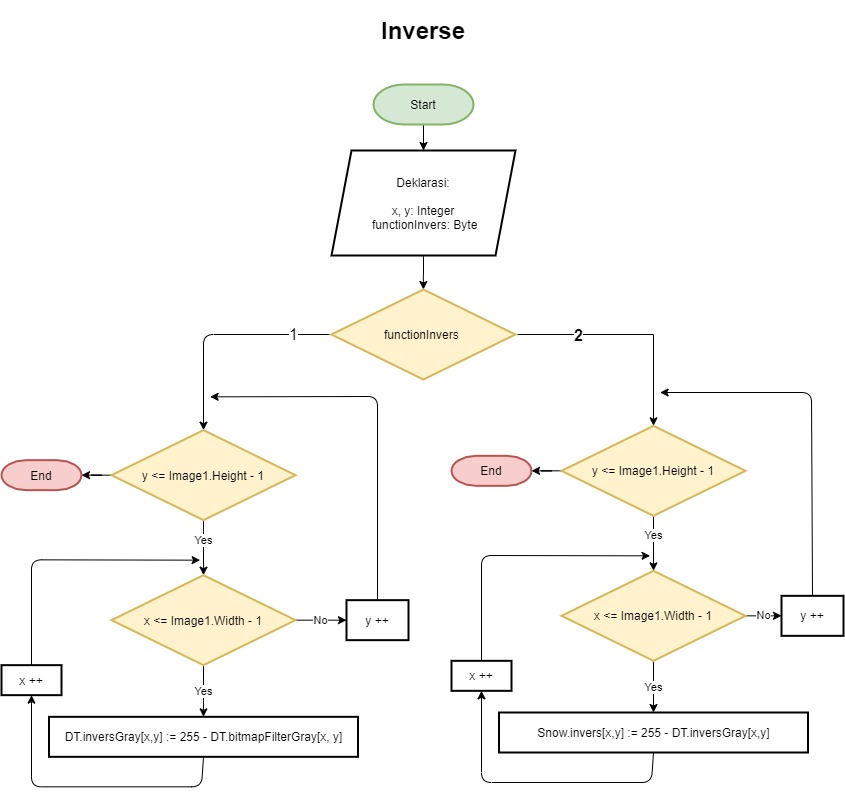 Inverse
Start
Deklarasi:
x, y: Integer
functionInvers: Byte
functionInvers
1
2
End
y <= Image1.Height - 1
Yes
x <= Image1.Width - 1
No
y ++
x ++
Yes
DT.inversGray[x,y] := 255 - DT.bitmapFilterGray[x, y]
End
y <= Image1.Height - 1
Yes
x <= Image1.Width - 1
No
y ++
x ++
Yes
Snow.invers[x,y] := 255 - DT.inversGray[x,y]